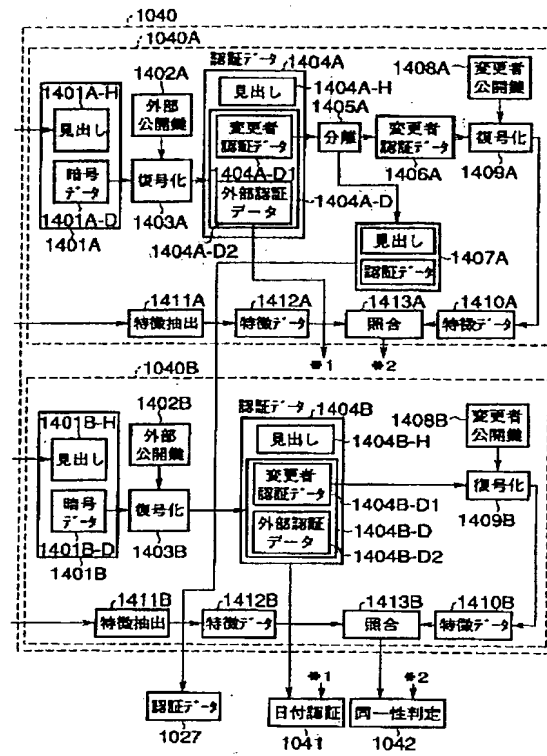 1040
1040A
1401A-H
見出し
暗号データ
1401A-D
1401A
1402A
外部
公開鍵
復号化
1403A
認証データ
1404A
見出し
1404A-H
変更者
認証データ
1404A-D1
外部認証
データ
1404A-D
1404A-D2
1405A
分離
変更者
認証データ
1406A
1408A
変更者
公開鍵
復号化
1409A
見出し
認証データ
1407A
1411A
特徴抽出
1412A
特徴データ
1413A
照合
1410A
特徴データ
*1
*2
1040B
1401B-H
見出し
暗号データ
1401B-D
1401B
1402B
外部
公開鍵
復号化
1403B
認証データ
1404B
見出し
1404B-H
変更者
認証データ
1404B-D1
外部認証
データ
1404B-D
1404B-D2
1408B
変更者
公開鍵
復号化
1409B
1411B
特徴抽出
1412B
特徴データ
1413B
照合
1410B
特徴データ
認証データ
1027
*1
日付認証
1041
*2
同一性判定
1042